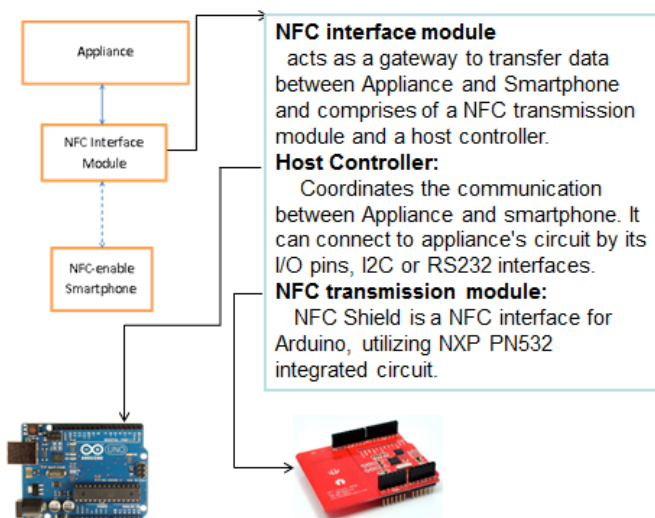 Appliance
NFC Interface
Module
NFC-enable
Smartphone
NFC interface module
acts as a gateway to transfer data
between Appliance and Smartphone
and comprises of a NFC transmission
module and a host controller.
Host Controller:
Coordinates the communication
between Appliance and smartphone. It
can connect to appliance's circuit by its
I/O pins, I2C or RS232 interfaces.
NFC transmission module:
NFC Shield is a NFC interface for
Arduino, utilizing NXP PN532
integrated circuit.
UNO
ARDUINO